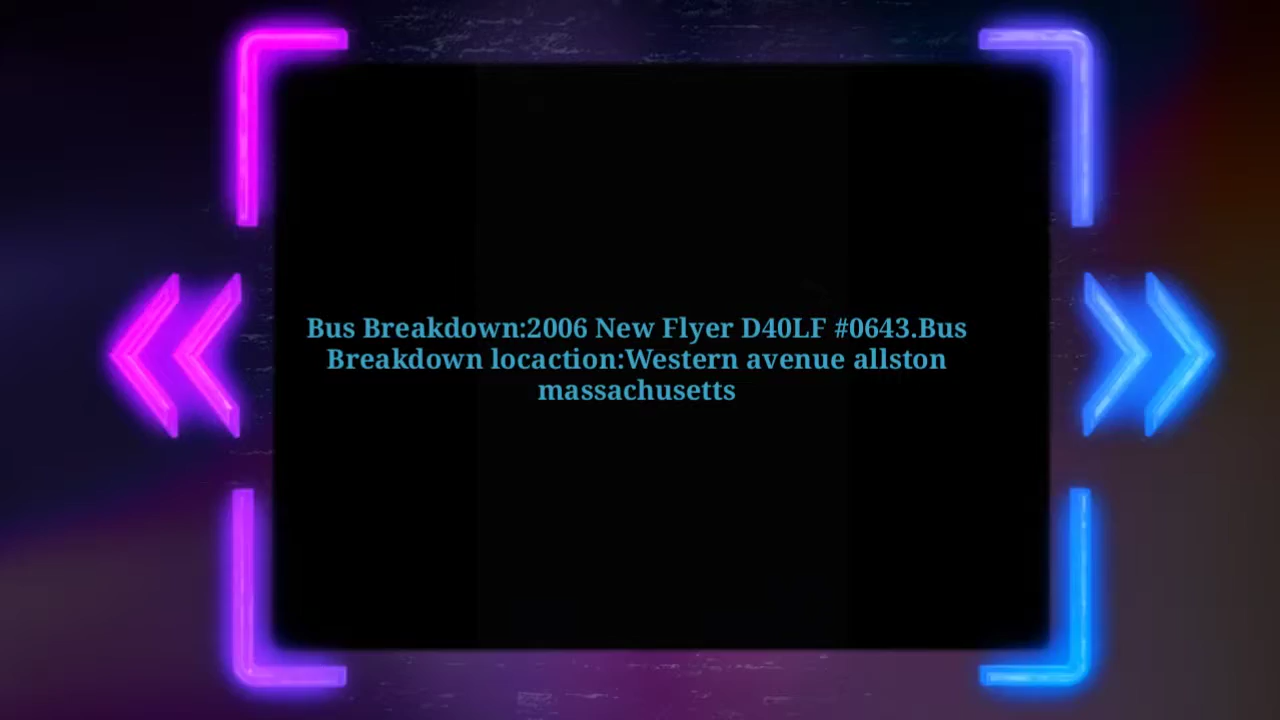 Bus Breakdown:2006 New Flyer D40LF #0643.Bus
Breakdown locaction:Western avenue allston
massachusetts